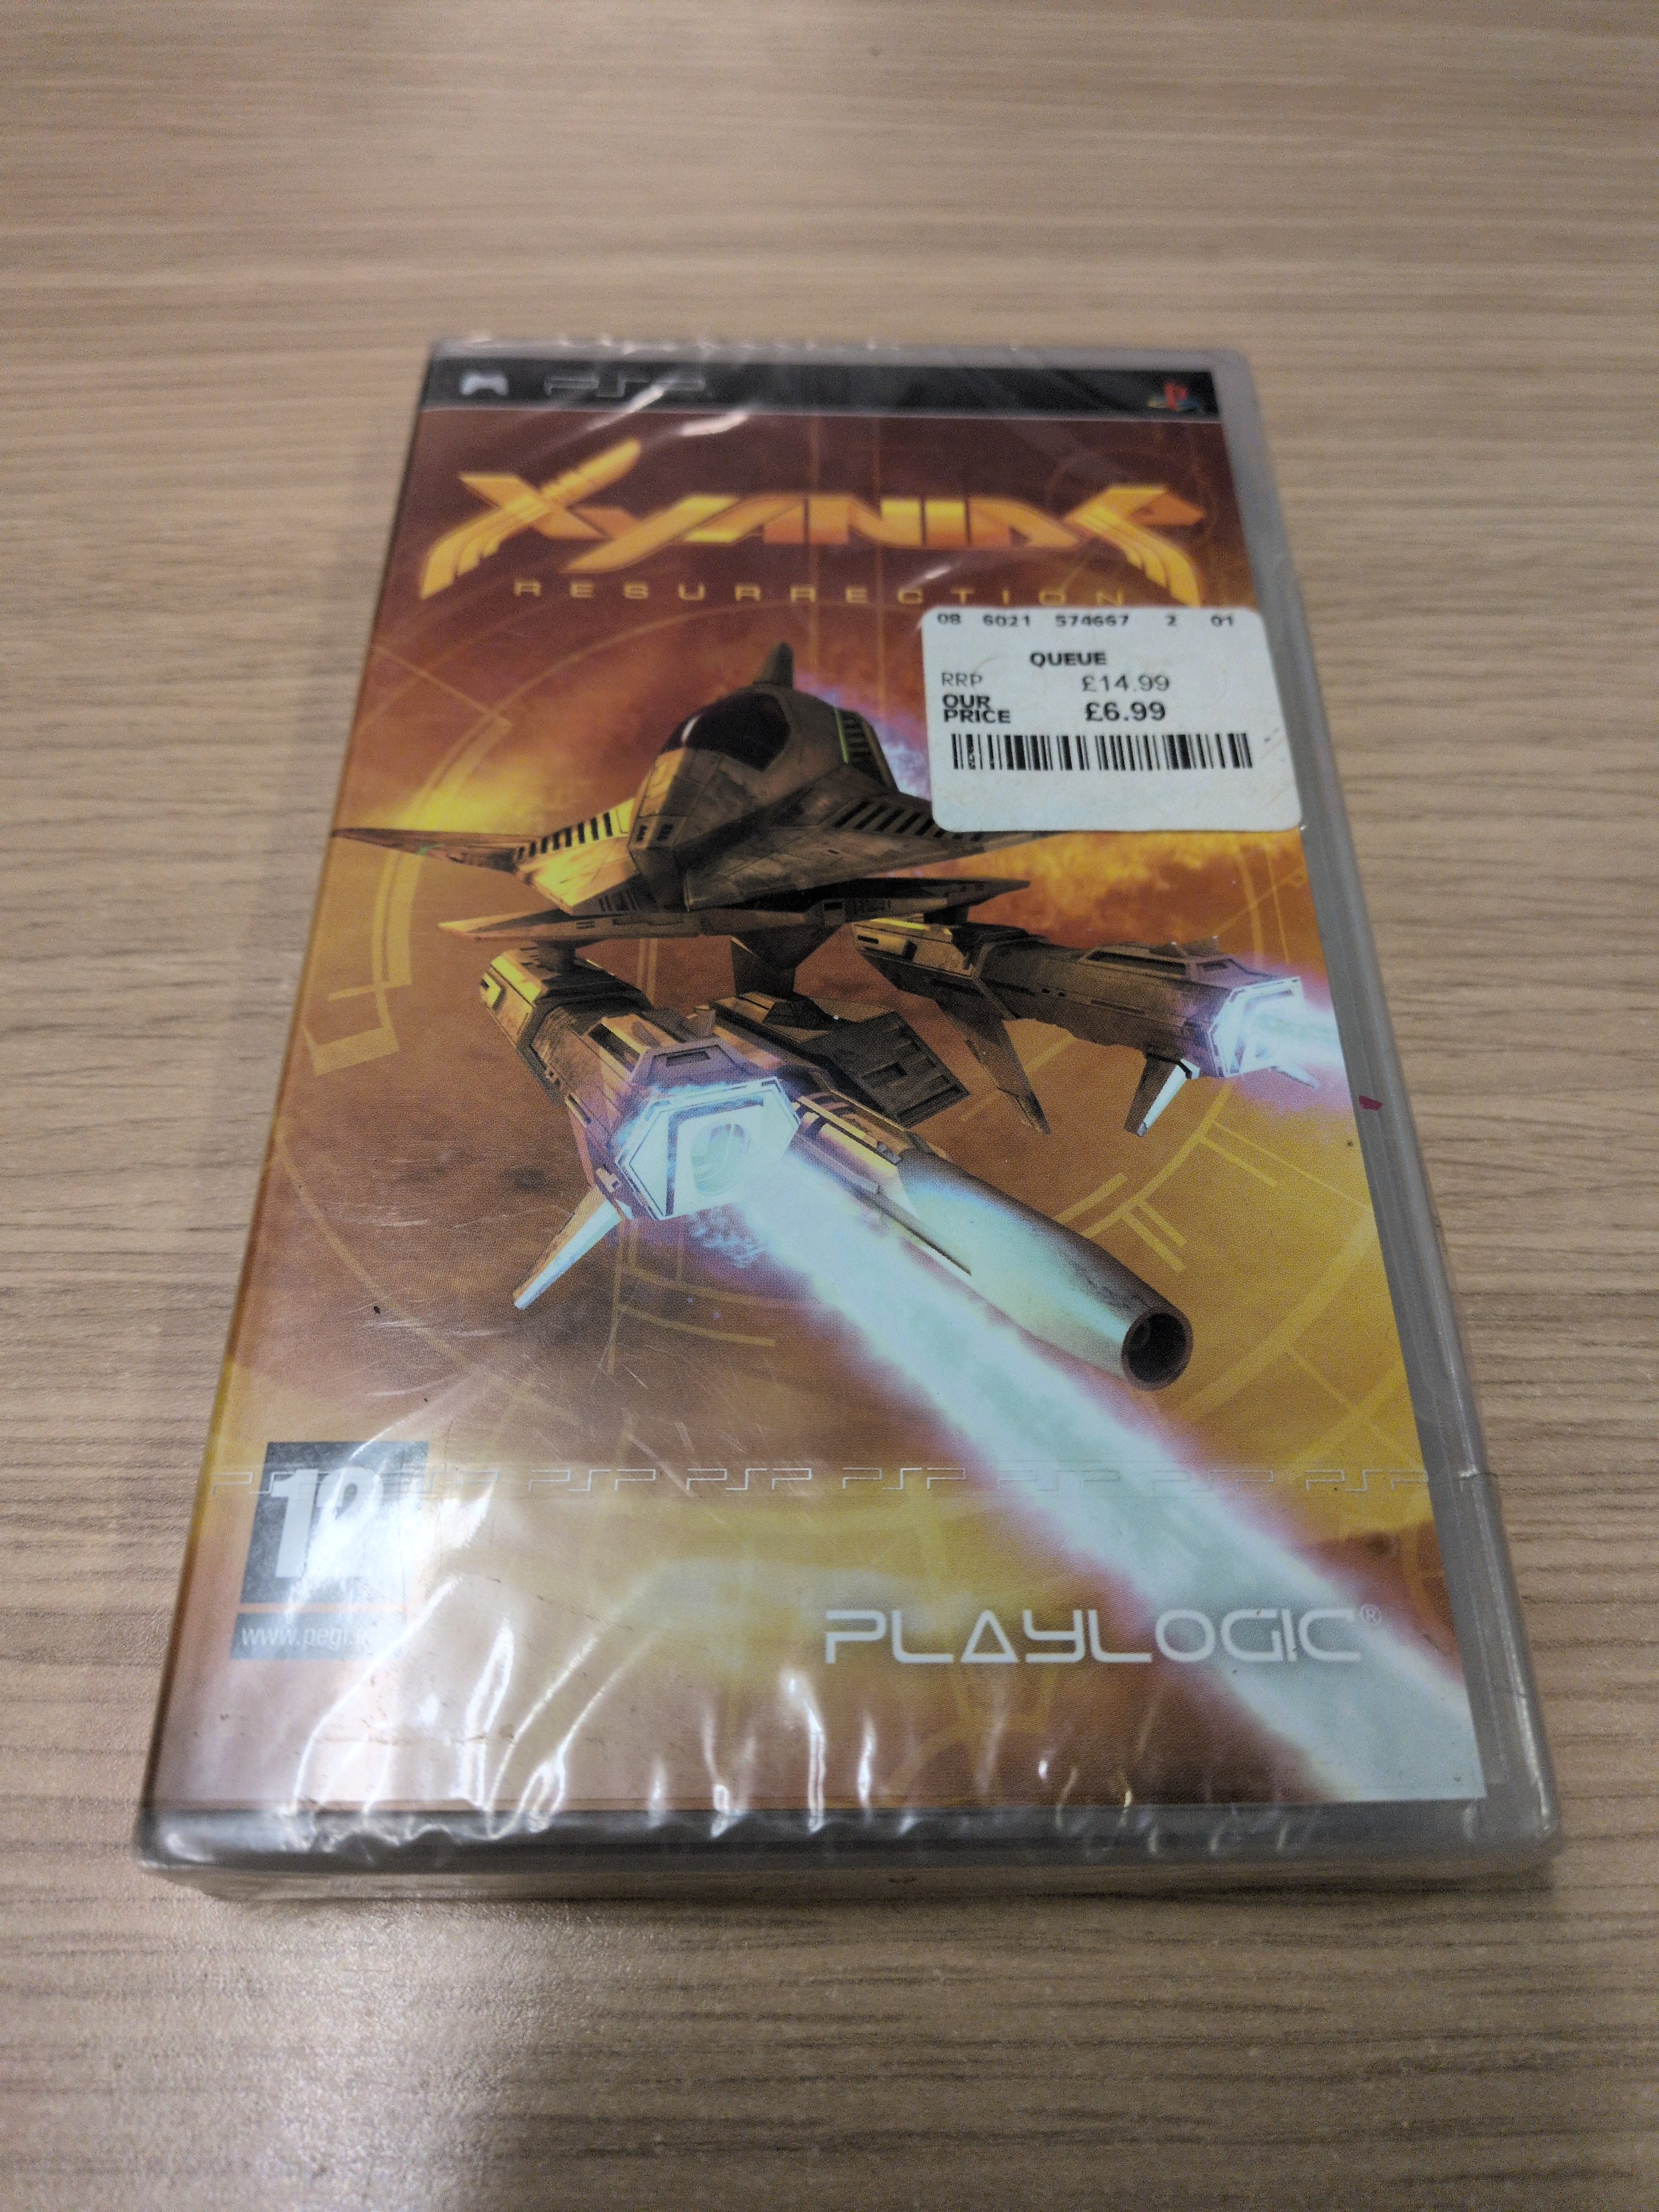 PSP
XYANIDE
RESURRECTION
08 6021 574667 2 01
QUEUE
RRP £14.99
OUR PRICE £6.99
PSP PSP PSP PSP PSP PSP PSP PSP
12
www.pegi.
PLAYLOGIC®